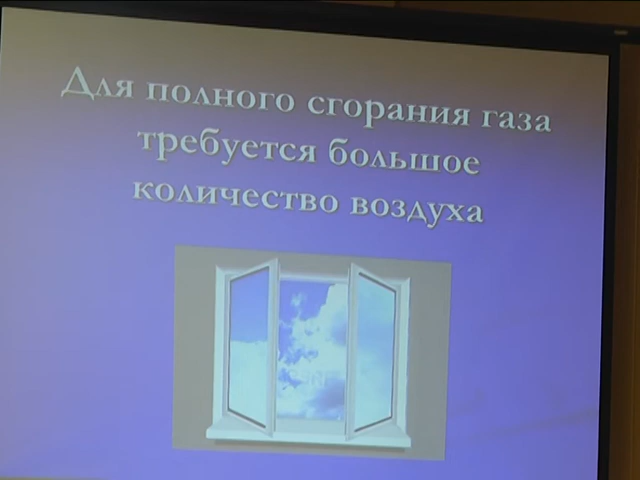 Для полного сгорания газа
требуется большое
количество воздуха